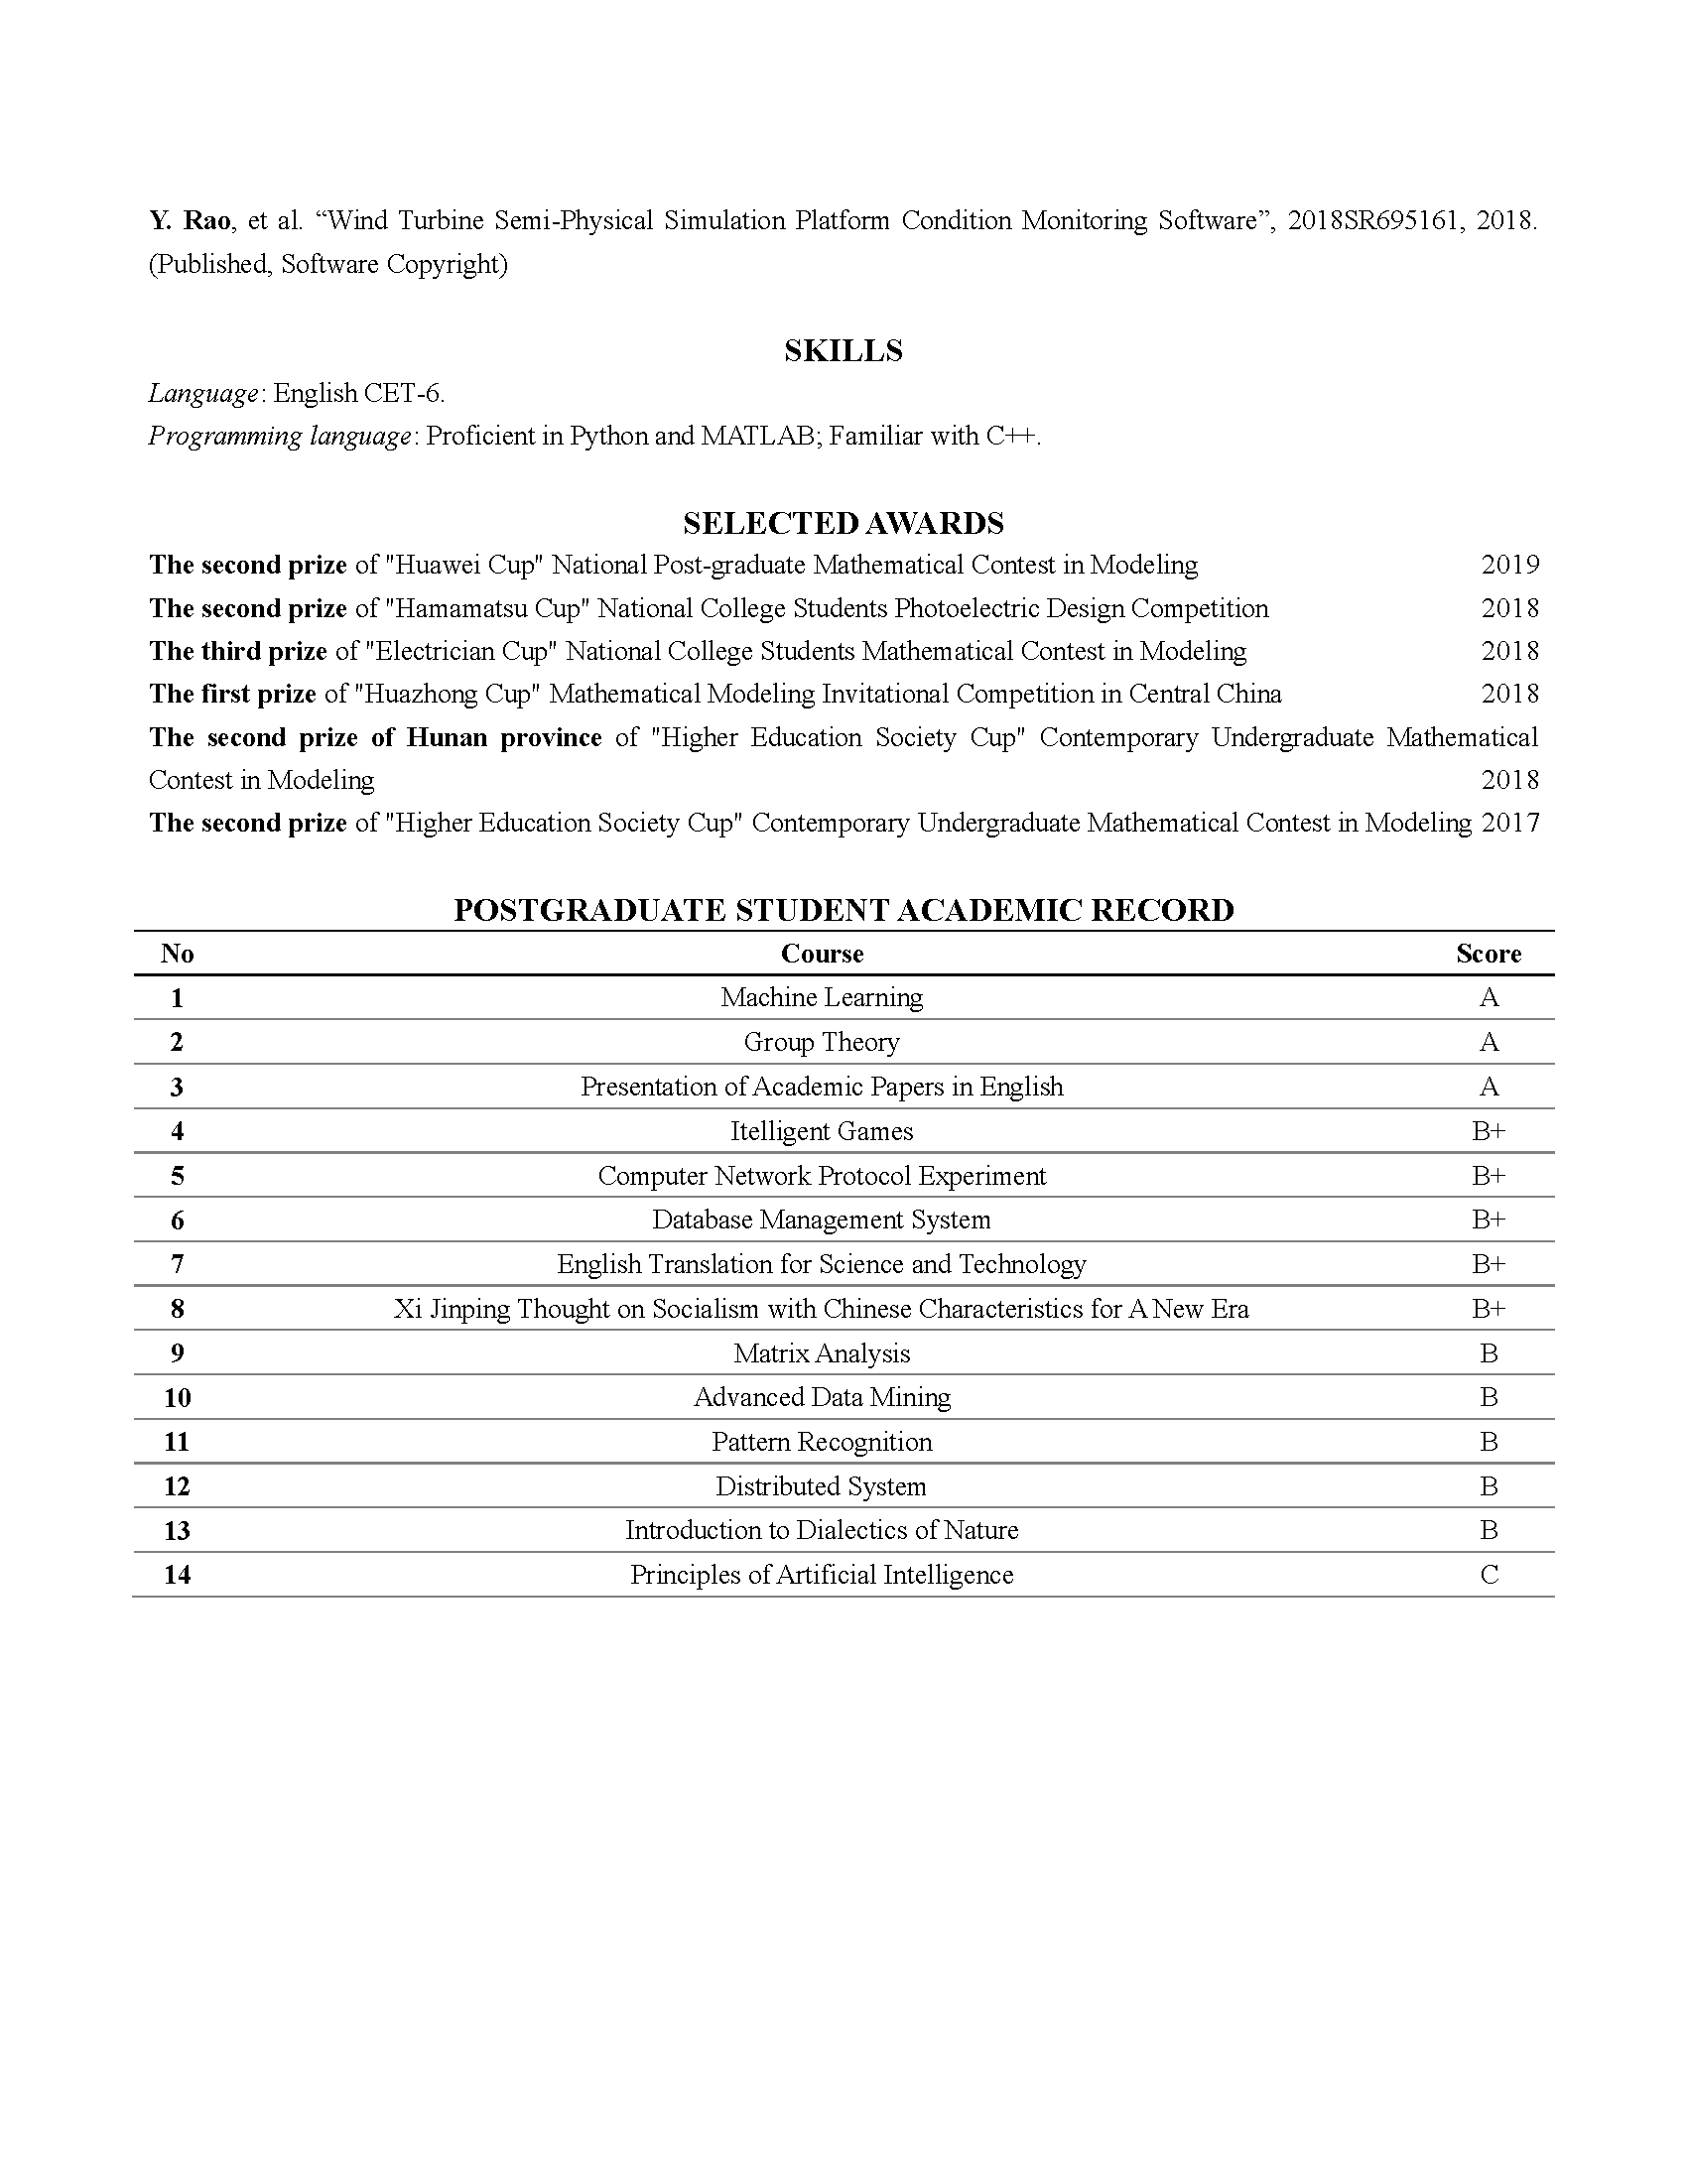 Y. Rao, et al. “Wind Turbine Semi-Physical Simulation Platform Condition Monitoring Software”, 2018SR695161, 2018.
(Published, Software Copyright)
SKILLS
Language: English CET-6.
Programming language: Proficient in Python and MATLAB; Familiar with C++.
SELECTED AWARDS
The second prize of "Huawei Cup" National Post-graduate Mathematical Contest in Modeling 2019
The second prize of "Hamamatsu Cup" National College Students Photoelectric Design Competition 2018
The third prize of "Electrician Cup" National College Students Mathematical Contest in Modeling 2018
The first prize of "Huazhong Cup" Mathematical Modeling Invitational Competition in Central China 2018
The second prize of Hunan province of "Higher Education Society Cup" Contemporary Undergraduate Mathematical
Contest in Modeling 2018
The second prize of "Higher Education Society Cup" Contemporary Undergraduate Mathematical Contest in Modeling 2017
POSTGRADUATE STUDENT ACADEMIC RECORD
No Course Score
1 Machine Learning A
2 Group Theory A
3 Presentation of Academic Papers in English A
4 Itelligent Games B+
5 Computer Network Protocol Experiment B+
6 Database Management System B+
7 English Translation for Science and Technology B+
8 Xi Jinping Thought on Socialism with Chinese Characteristics for A New Era B+
9 Matrix Analysis B
10 Advanced Data Mining B
11 Pattern Recognition B
12 Distributed System B
13 Introduction to Dialectics of Nature B
14 Principles of Artificial Intelligence C